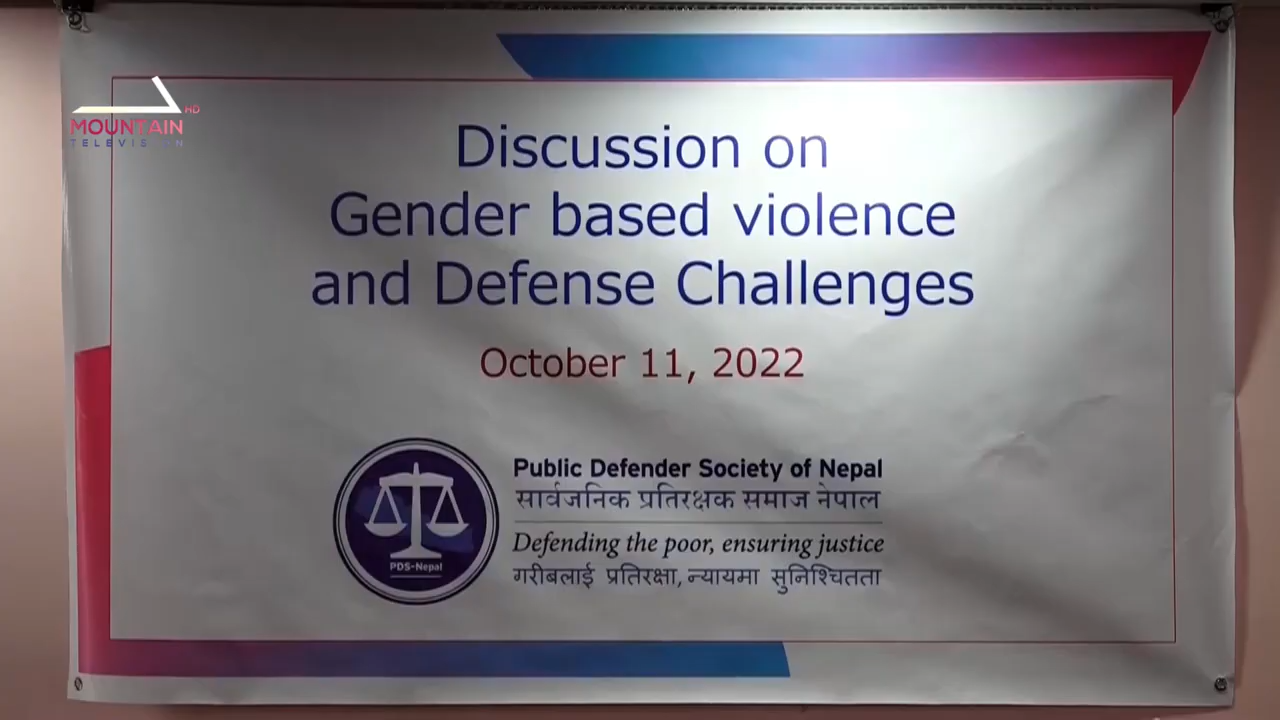 HD
MOUNTAIN
TELEVISION
Discussion on
Gender based violence
and Defense Challenges
October 11, 2022
Public Defender Society of Nepal
सार्वजनिक प्रतिरक्षक समाज नेपाल
Defending the poor, ensuring justice
गरीबलाई प्रतिरक्षा, न्यायमा सुनिश्चितता
PDS-Nepal